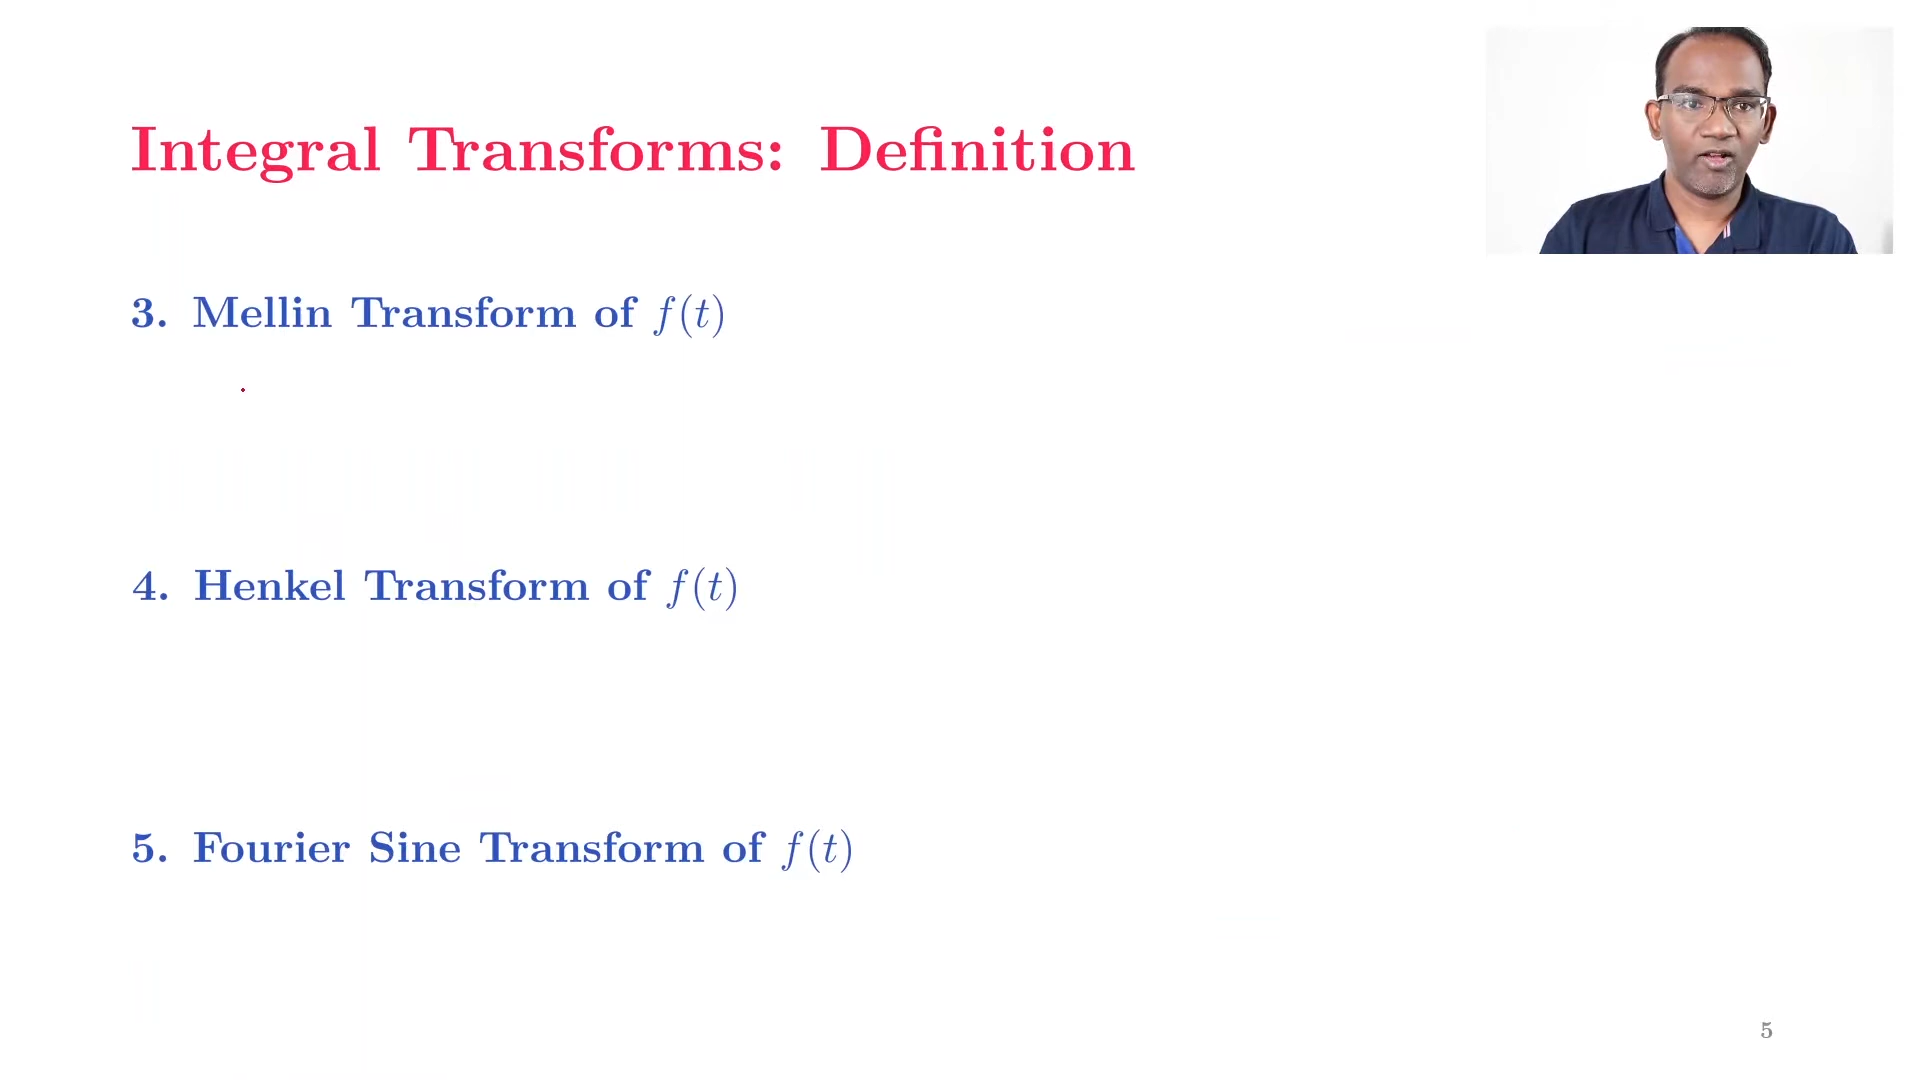 Integral Transforms: Definition
3. Mellin Transform of f(t)
4. Henkel Transform of f(t)
5. Fourier Sine Transform of f(t)
5